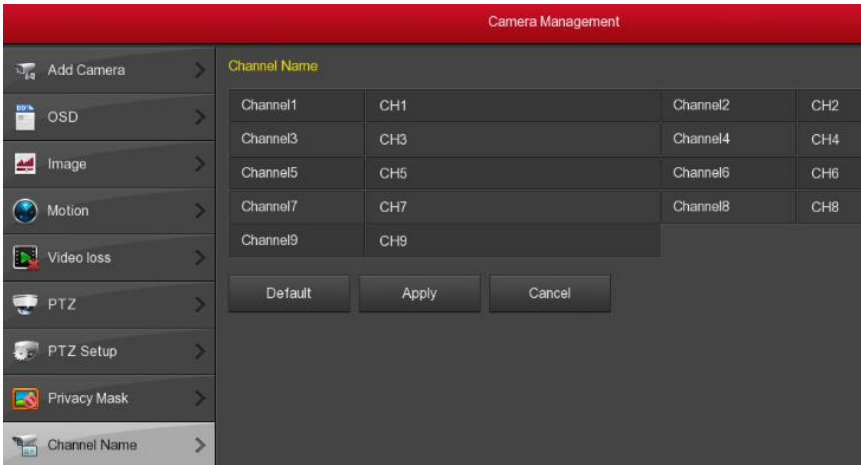 Camera Management
Add Camera
OSD
Image
Motion
Video loss
PTZ
PTZ Setup
Privacy Mask
Channel Name
Channel Name
Channel1 CH1 Channel2 CH2
Channel3 CH3 Channel4 CH4
Channel5 CH5 Channel6 CH6
Channel7 CH7 Channel8 CH8
Channel9 CH9
Default Apply Cancel